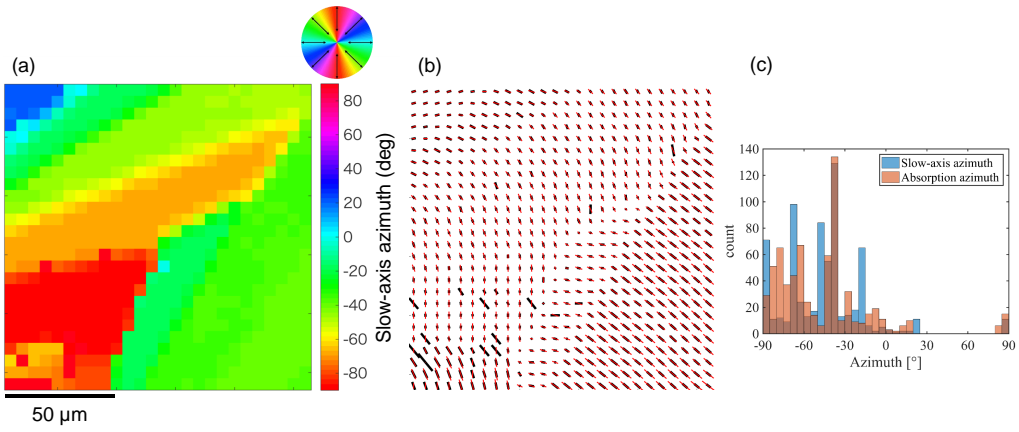 (a)
(b)
(c)
80
60
40
20
0
-20
-40
-60
-80
Slow-axis azimuth (deg)
50 µm
140
120
100
80
60
40
20
0
count
Slow-axis azimuth
Absorption azimuth
-90 -60 -30 0 30 60 90
Azimuth [°]